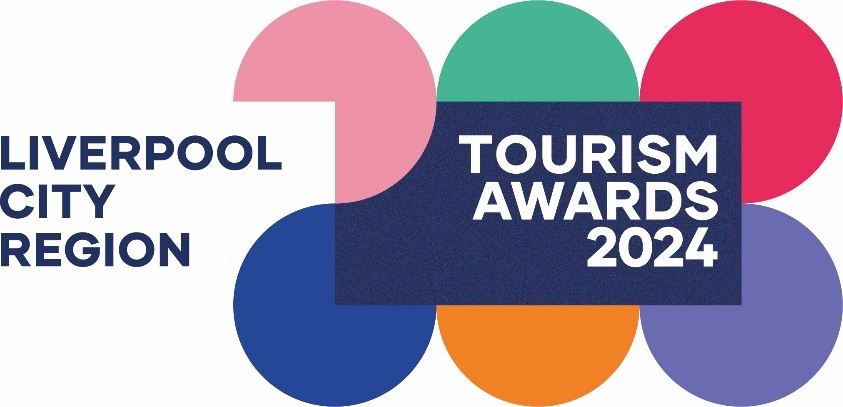 LIVERPOOL
CITY
REGION
TOURISM
AWARDS
2024